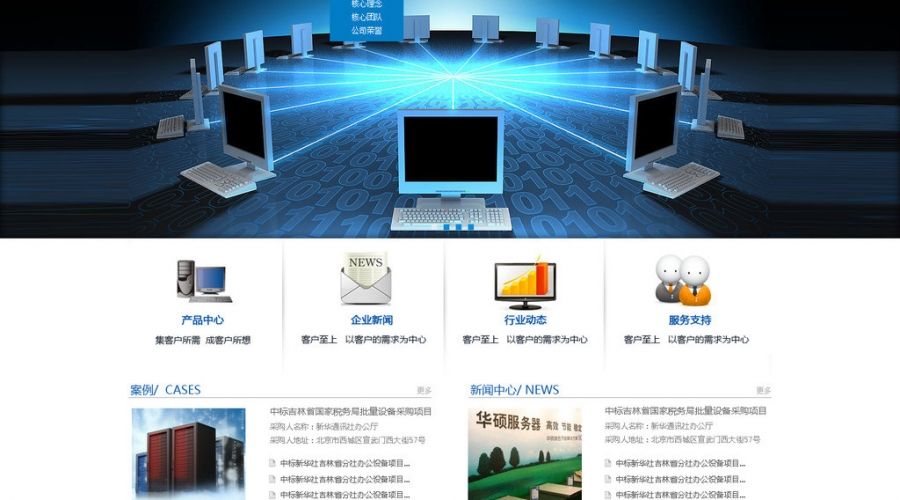 核心理念
核心团队
公司荣誉
NEWS
产品中心
企业新闻
行业动态
服务支持
集客户所需 成客户所想
客户至上 以客户的需求为中心
客户至上 以客户的需求为中心
客户至上 以客户的需求为中心
案例/ CASES
更多
中标吉林省国家税务局批量设备采购项目
采购人名称：新华通讯社办公厅
采购人地址：北京市西城区宣武门西大街57号
中标新华社吉林省分社办公设备项目...
中标新华社吉林省分社办公设备项目...
中标新华社吉林省分社办公设备项目...
新闻中心/ NEWS
更多
华硕服务器 高效 节能 稳定
中标吉林省国家税务局批量设备采购项目
采购人名称：新华通讯社办公厅
采购人地址：北京市西城区宣武门西大街57号
中标新华社吉林省分社办公设备项目...
中标新华社吉林省分社办公设备项目...
中标新华社吉林省分社办公设备项目...